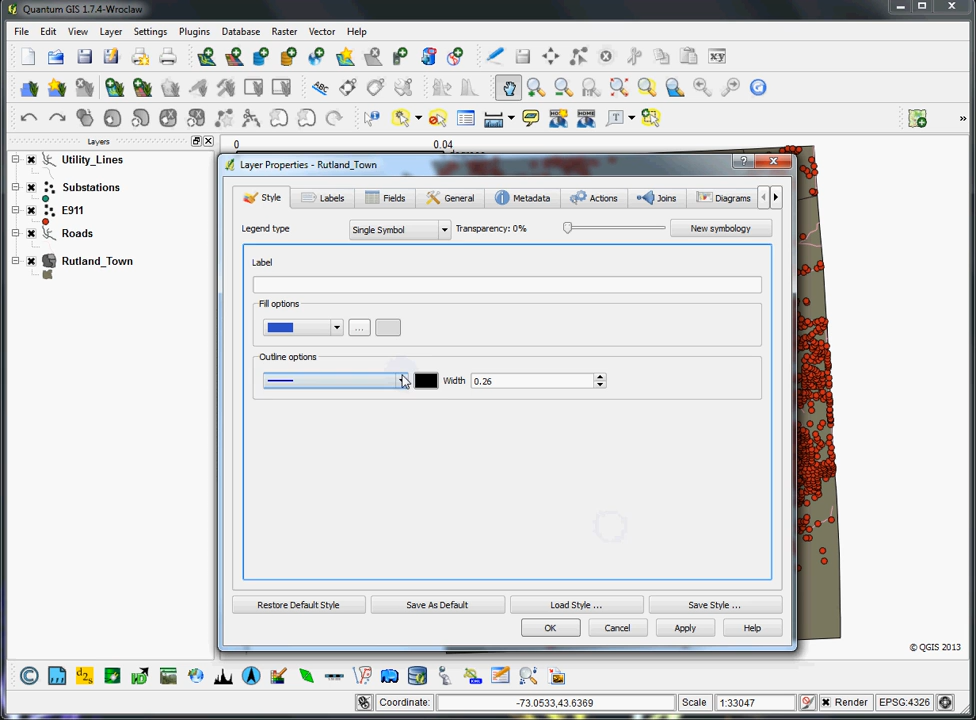 Quantum GIS 1.7.4-Wroclaw
File Edit View Layer Settings Plugins Database Raster Vector Help
ABC
xy
T
Layers
0 0.04
Utility_Lines
Substations
E911
Roads
Rutland_Town
Layer Properties - Rutland_Town
Style Labels Fields General Metadata Actions Joins Diagrams
Legend type Single Symbol Transparency: 0% New symbology
Label
Fill options
...
Outline options
Width 0.26
Restore Default Style Save As Default Load Style ... Save Style ...
OK Cancel Apply Help
© QGIS 2013
d2s
Coordinate: -73.0533,43.6369 Scale 1:33047 Render EPSG:4326